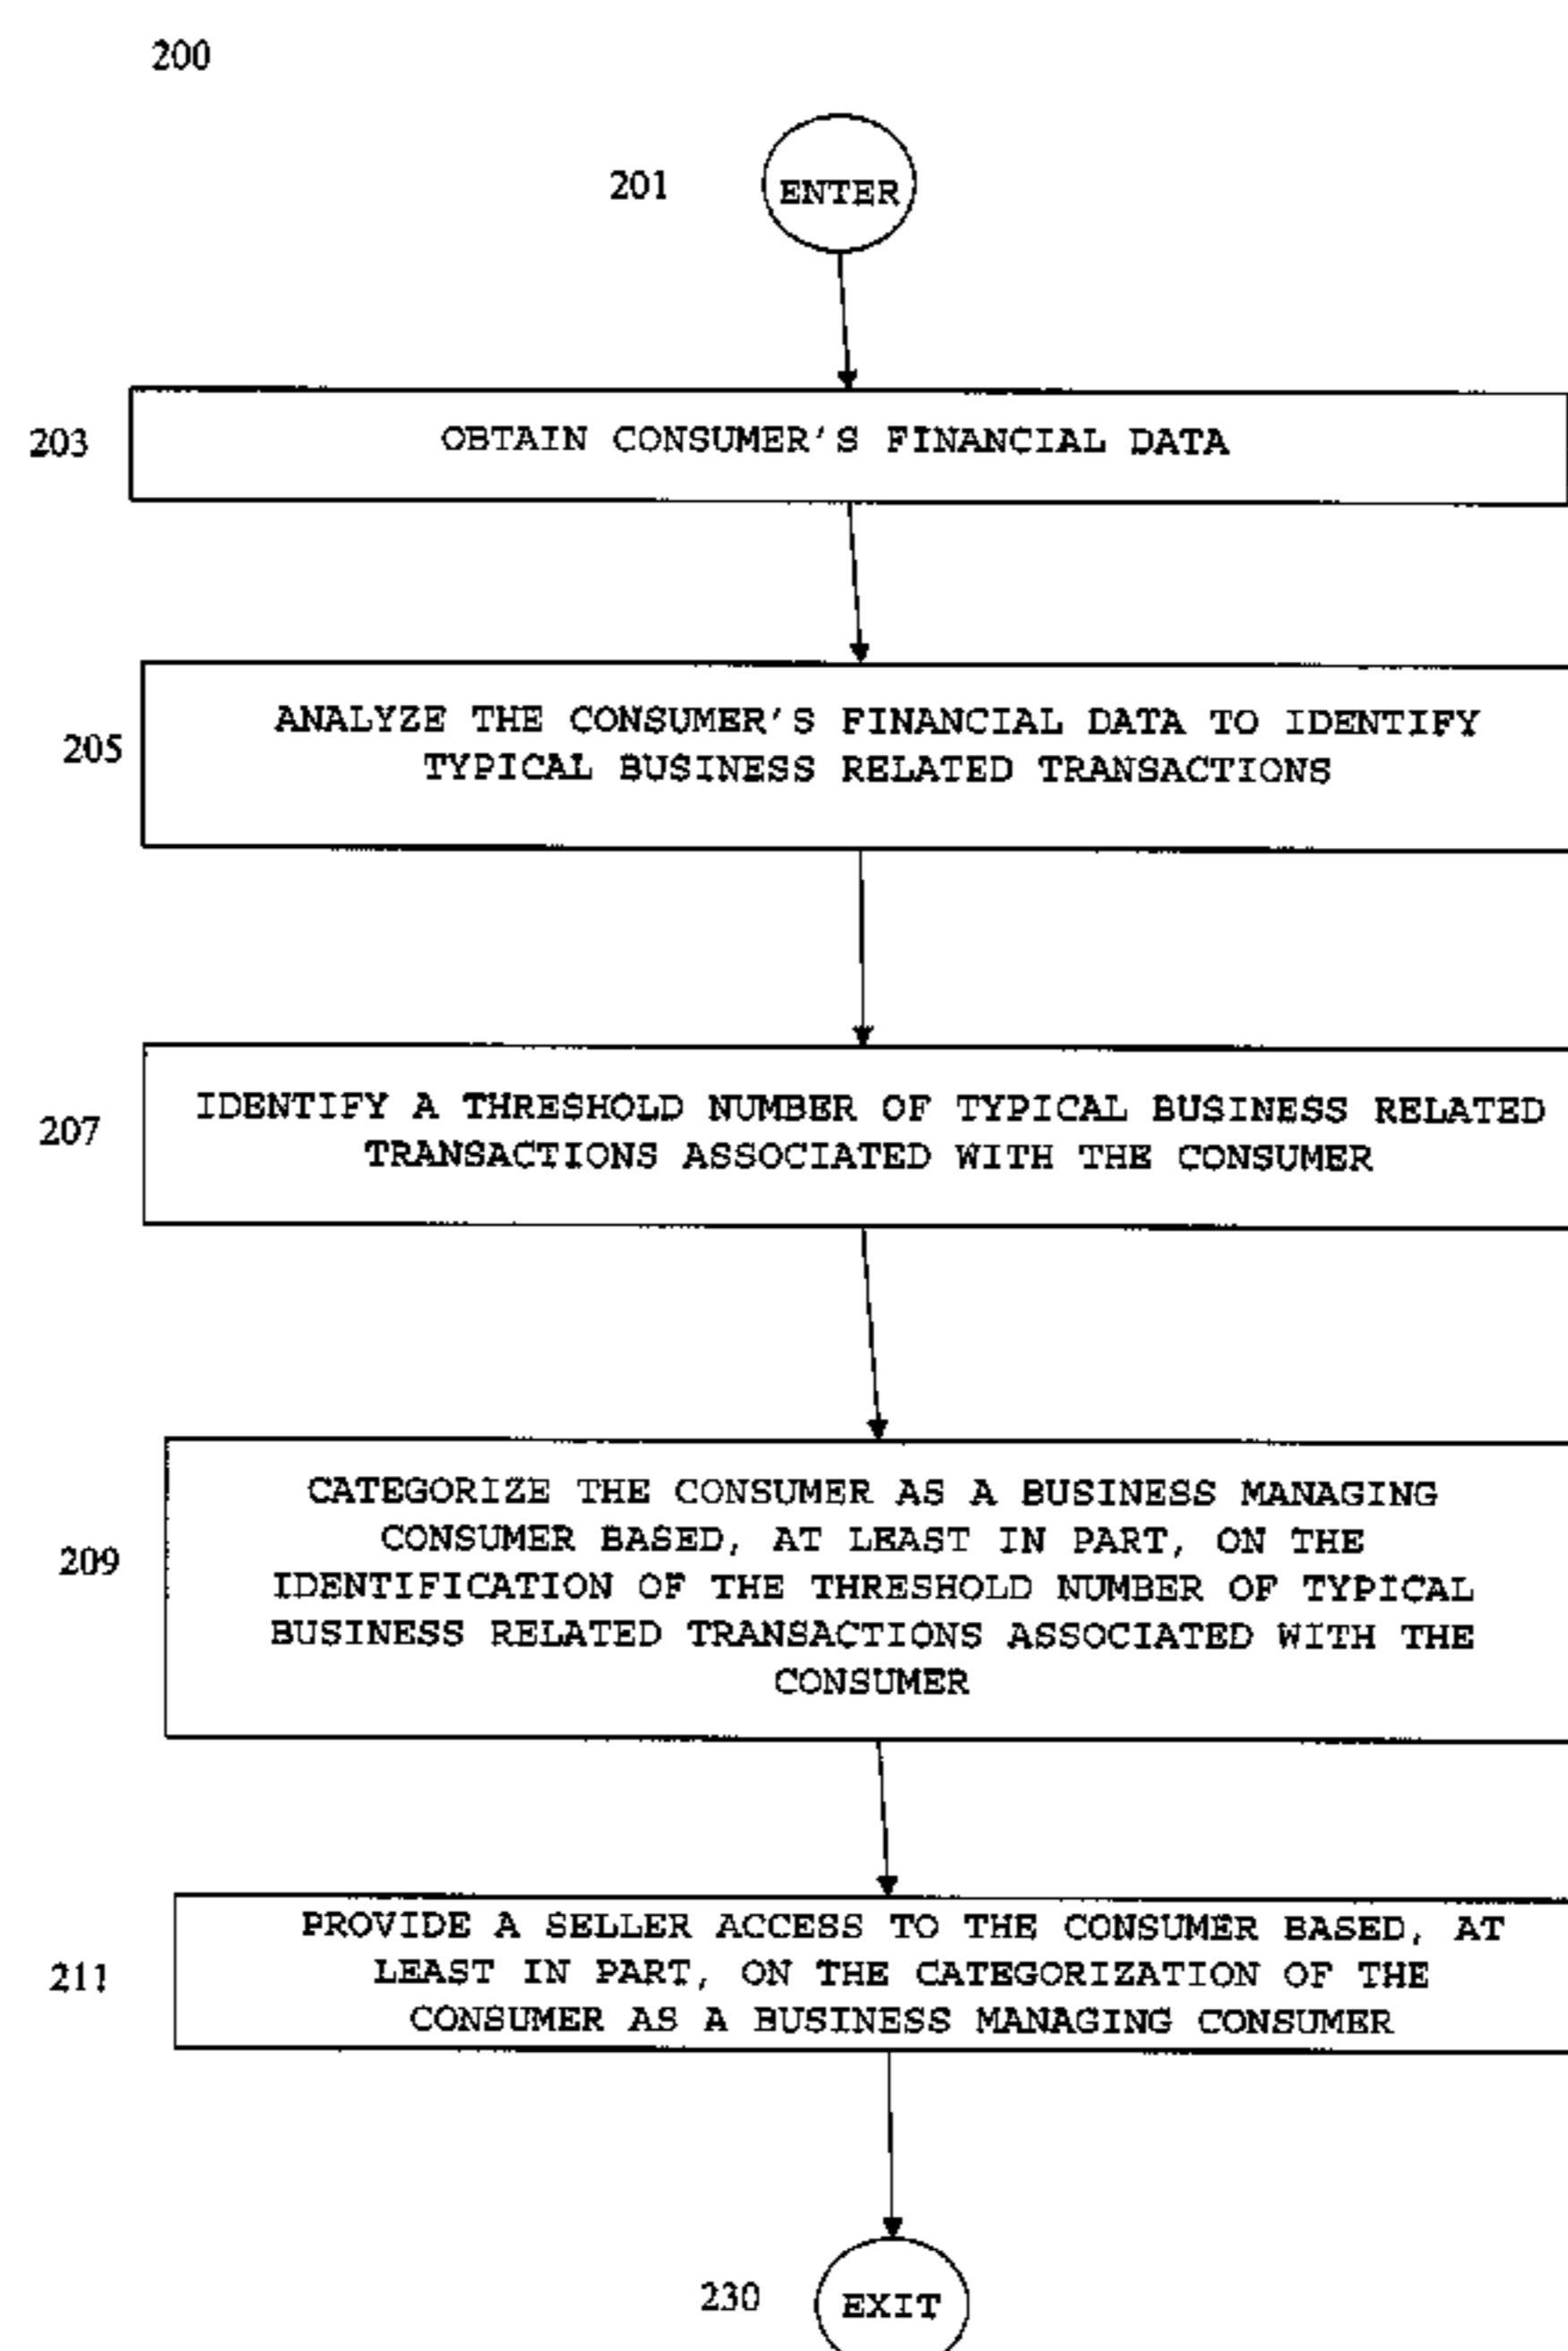 200
201
ENTER
203
OBTAIN CONSUMER'S FINANCIAL DATA
205
ANALYZE THE CONSUMER'S FINANCIAL DATA TO IDENTIFY
TYPICAL BUSINESS RELATED TRANSACTIONS
207
IDENTIFY A THRESHOLD NUMBER OF TYPICAL BUSINESS RELATED
TRANSACTIONS ASSOCIATED WITH THE CONSUMER
209
CATEGORIZE THE CONSUMER AS A BUSINESS MANAGING
CONSUMER BASED, AT LEAST IN PART, ON THE
IDENTIFICATION OF THE THRESHOLD NUMBER OF TYPICAL
BUSINESS RELATED TRANSACTIONS ASSOCIATED WITH THE
CONSUMER
211
PROVIDE A SELLER ACCESS TO THE CONSUMER BASED, AT
LEAST IN PART, ON THE CATEGORIZATION OF THE
CONSUMER AS A BUSINESS MANAGING CONSUMER
230
EXIT